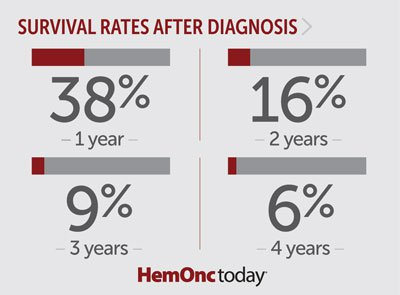 SURVIVAL RATES AFTER DIAGNOSIS
38%
1 year
16%
2 years
9%
3 years
6%
4 years
HemOnc today